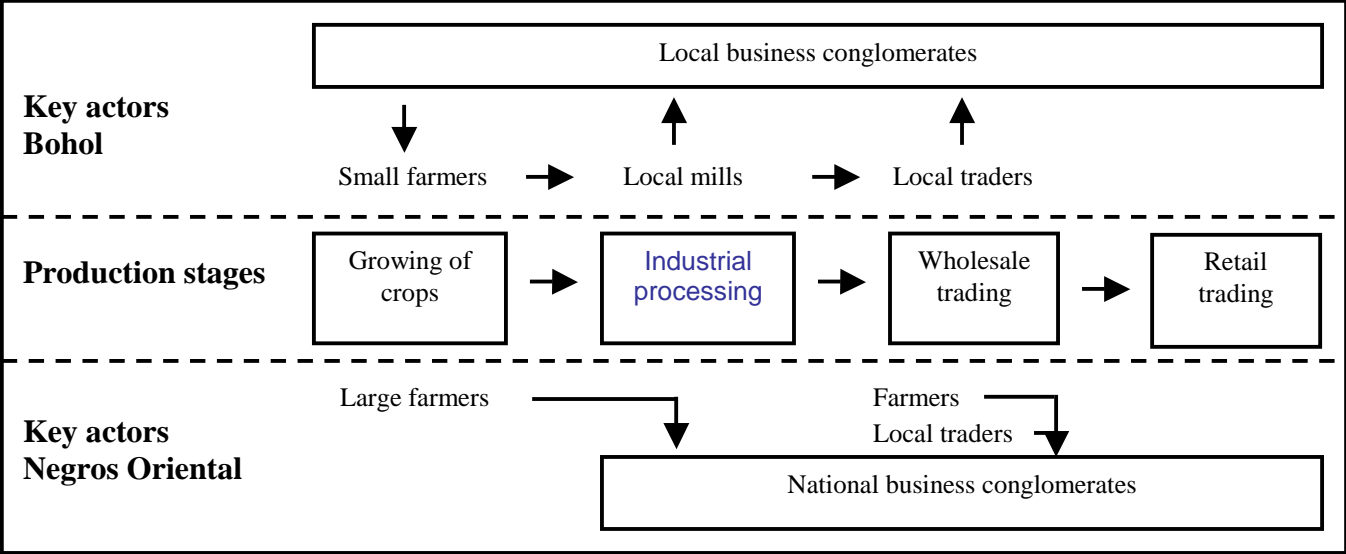 Local business conglomerates
Key actors
Bohol
Small farmers
Local mills
Local traders
Production stages
Growing of
crops
Industrial
processing
Wholesale
trading
Retail
trading
Large farmers
Farmers
Local traders
Key actors
Negros Oriental
National business conglomerates